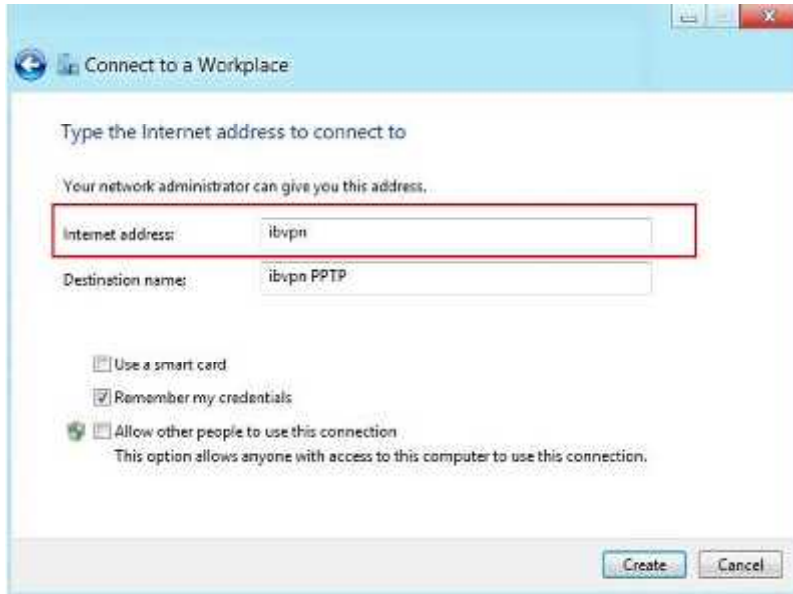 Connect to a Workplace
Type the Internet address to connect to
Your network administrator can give you this address.
Internet address: ibvpn
Destination name: ibvpn PPTP
Use a smart card
Remember my credentials
Allow other people to use this connection
This option allows anyone with access to this computer to use this connection.
Create Cancel